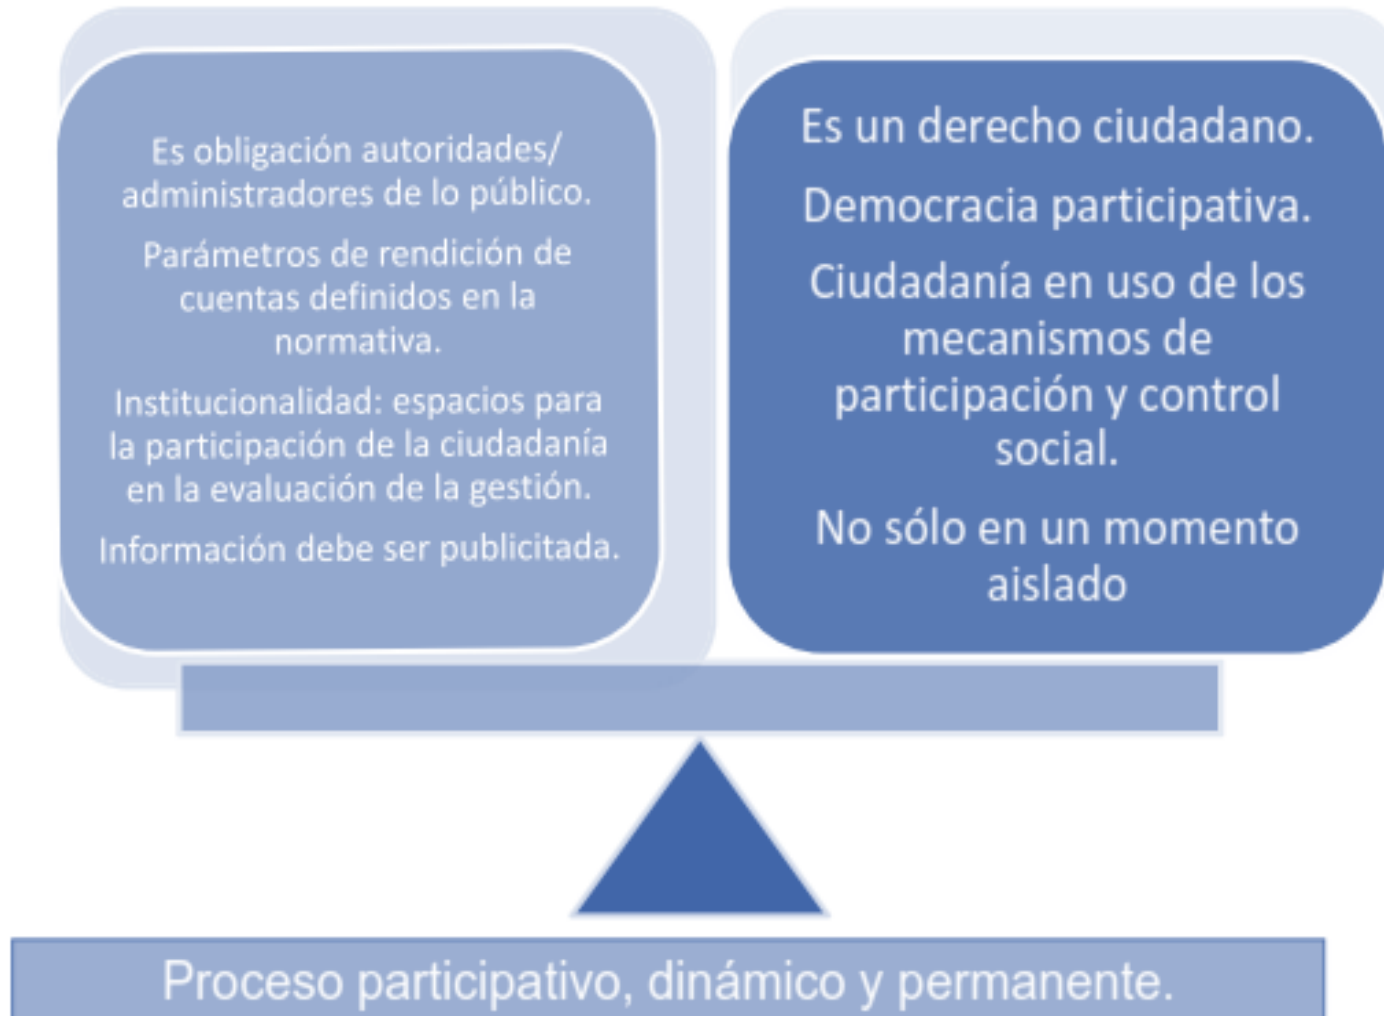 Es obligación autoridades/
administradores de lo público.
Parámetros de rendición de
cuentas definidos en la
normativa.
Institucionalidad: espacios para
la participación de la ciudadanía
en la evaluación de la gestión.
Información debe ser publicitada.
Es un derecho ciudadano.
Democracia participativa.
Ciudadanía en uso de los
mecanismos de
participación y control
social.
No sólo en un momento
aislado
Proceso participativo, dinámico y permanente.